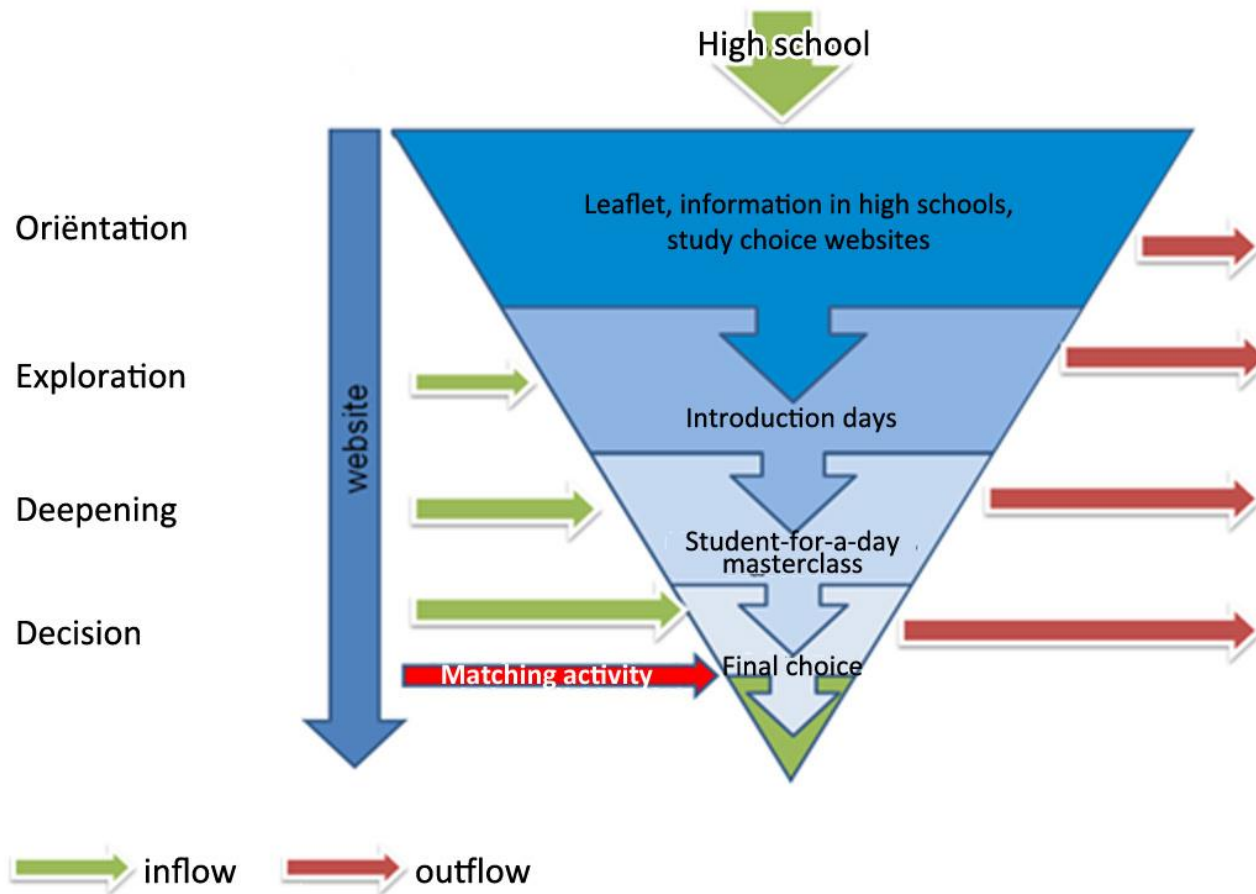 High school
Leaflet, information in high schools,
study choice websites
Oriëntation
Exploration
Introduction days
website
Deepening
Student-for-a-day
masterclass
Decision
Final choice
Matching activity
inflow
outflow